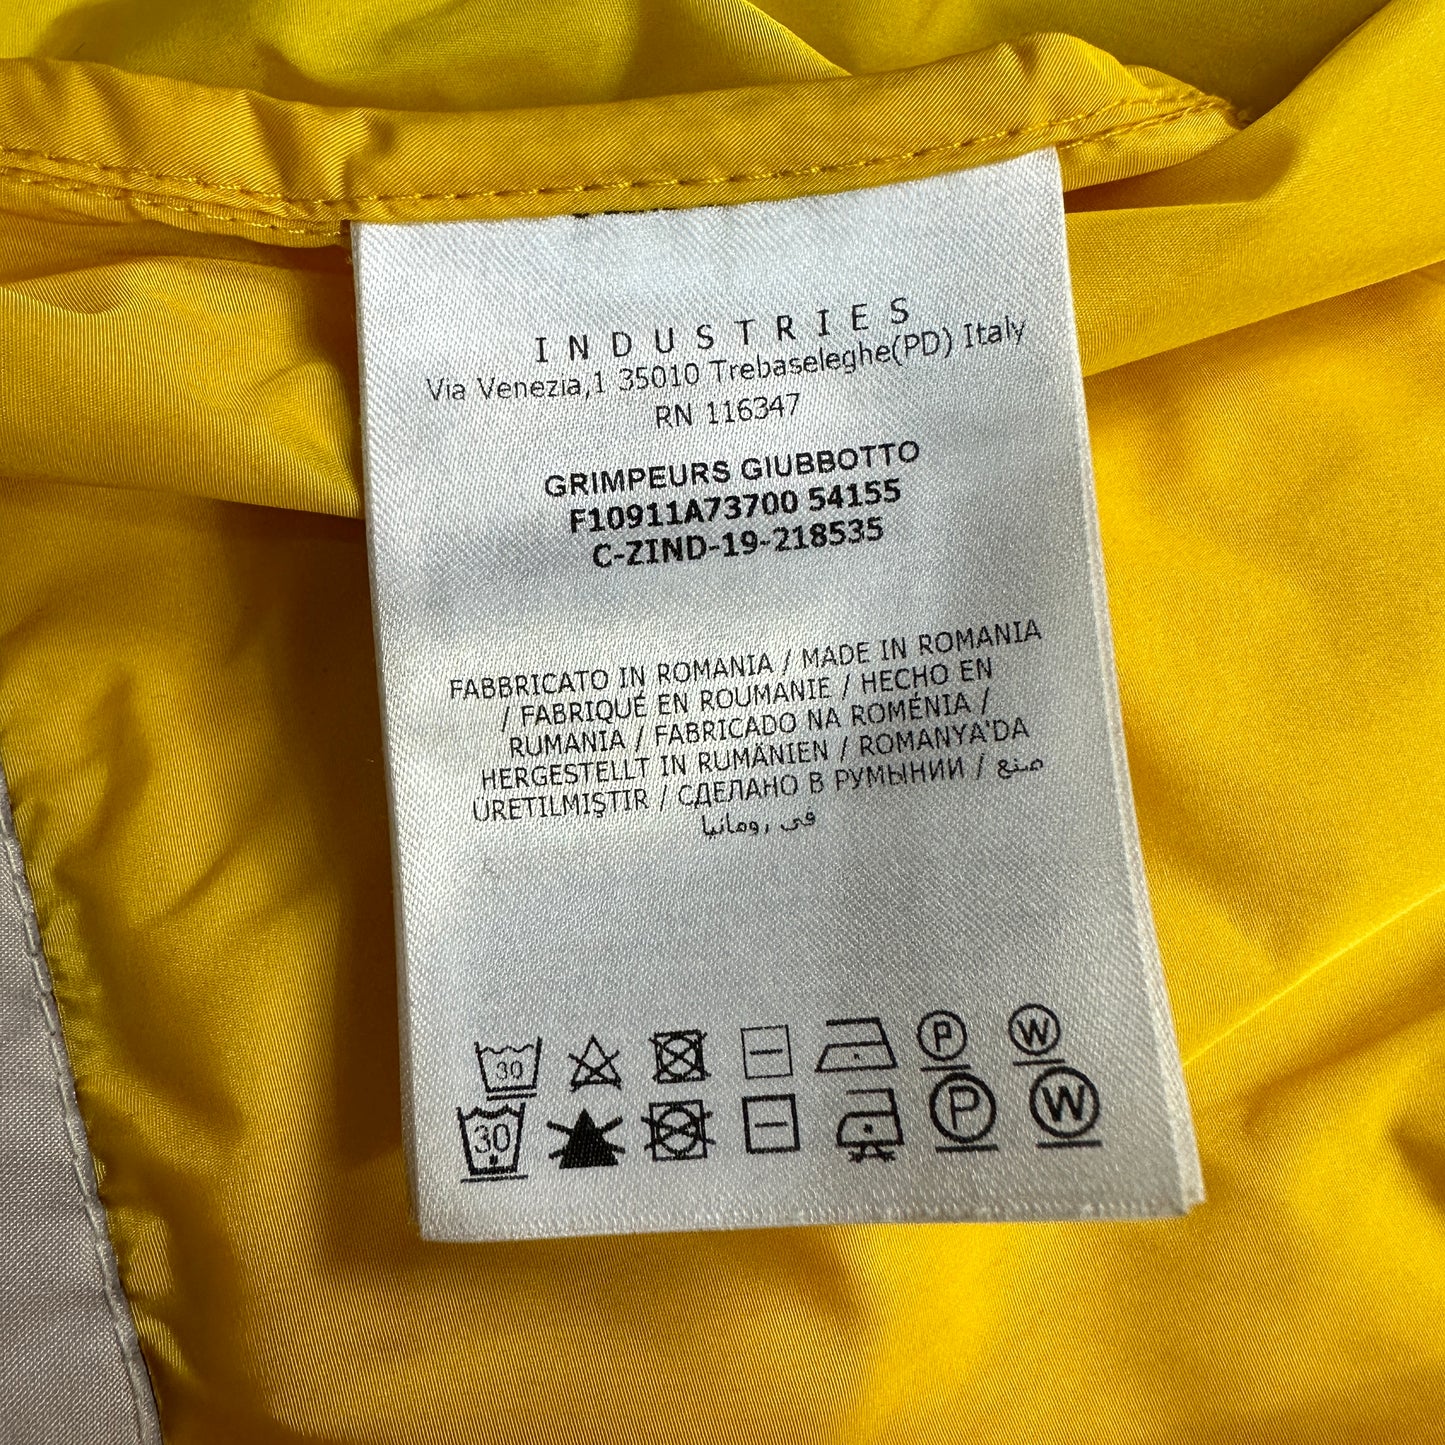 INDUSTRIES
Via Venezia,1 35010 Trebaseleghe(PD) Italy
RN 116347
GRIMPEURS GIUBBOTTO
F10911A73700 54155
C-ZIND-19-218535
FABBRICATO IN ROMANIA / MADE IN ROMANIA
/ FABRIQUÉ EN ROUMANIE / HECHO EN
RUMANIA / FABRICADO NA ROMÉNIA /
HERGESTELLT IN RUMÄNIEN / ROMANYA'DA
ÜRETILMIŞTIR / СДЕЛАНО В РУМЫНИИ / صنع
في رومانيا
30 P W
30 P W